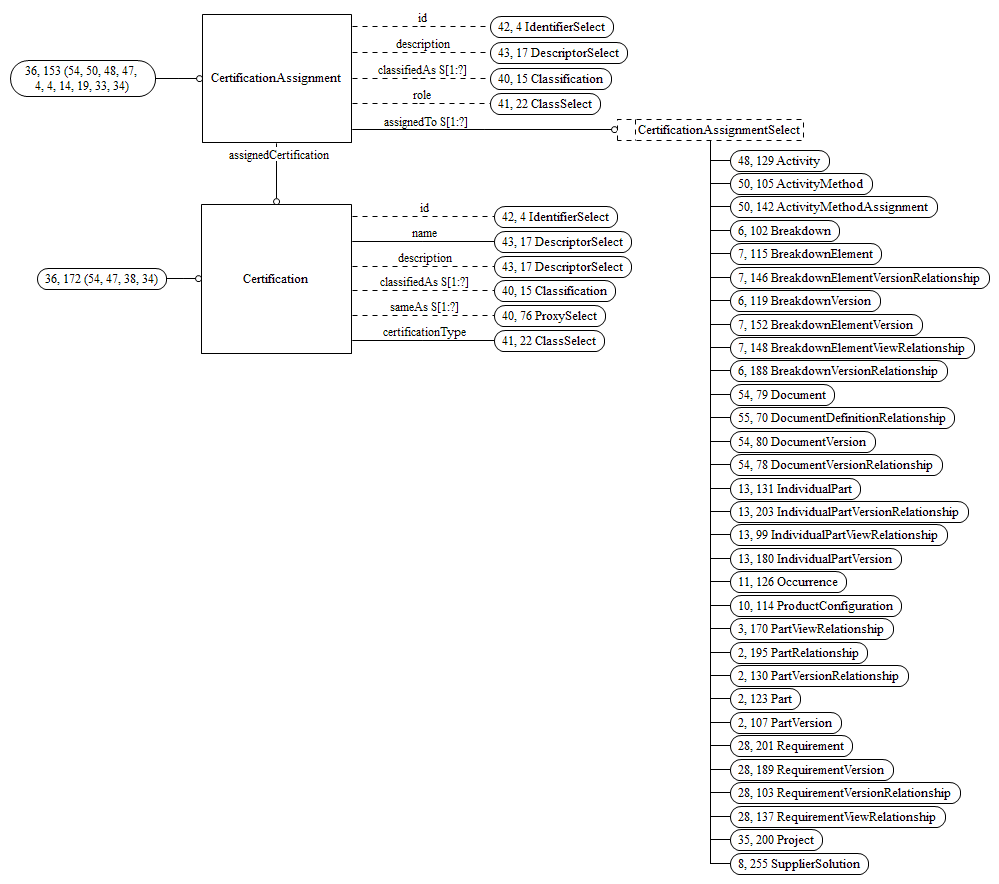 id
42, 4 IdentifierSelect
description
43, 17 DescriptorSelect
36, 153 (54, 50, 48, 47,
4, 4, 14, 19, 33, 34)
CertificationAssignment
classifiedAs S[1:?]
40, 15 Classification
role
41, 22 ClassSelect
assignedTo S[1:?]
CertificationAssignmentSelect
assignedCertification
id
42, 4 IdentifierSelect
name
43, 17 DescriptorSelect
description
43, 17 DescriptorSelect
36, 172 (54, 47, 38, 34)
Certification
classifiedAs S[1:?]
40, 15 Classification
sameAs S[1:?]
40, 76 ProxySelect
certificationType
41, 22 ClassSelect
48, 129 Activity
50, 105 ActivityMethod
50, 142 ActivityMethodAssignment
6, 102 Breakdown
7, 115 BreakdownElement
7, 146 BreakdownElementVersionRelationship
6, 119 BreakdownVersion
7, 152 BreakdownElementVersion
7, 148 BreakdownElementViewRelationship
6, 188 BreakdownVersionRelationship
54, 79 Document
55, 70 DocumentDefinitionRelationship
54, 80 DocumentVersion
54, 78 DocumentVersionRelationship
13, 131 IndividualPart
13, 203 IndividualPartVersionRelationship
13, 99 IndividualPartViewRelationship
13, 180 IndividualPartVersion
11, 126 Occurrence
10, 114 ProductConfiguration
3, 170 PartViewRelationship
2, 195 PartRelationship
2, 130 PartVersionRelationship
2, 123 Part
2, 107 PartVersion
28, 201 Requirement
28, 189 RequirementVersion
28, 103 RequirementVersionRelationship
28, 137 RequirementViewRelationship
35, 200 Project
8, 255 SupplierSolution